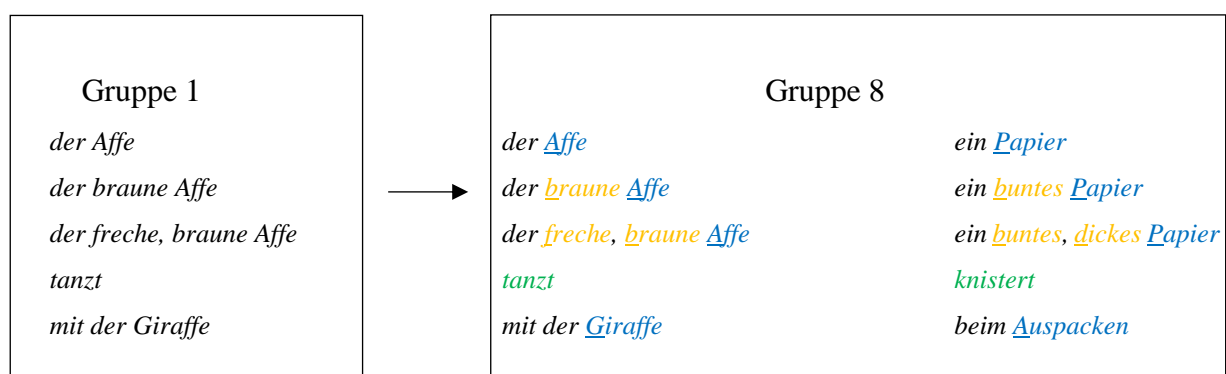 Gruppe 1
der Affe
der braune Affe
der freche, braune Affe
tanzt
mit der Giraffe
Gruppe 8
der Affe
der braune Affe
der freche, braune Affe
tanzt
mit der Giraffe
ein Papier
ein buntes Papier
ein buntes, dickes Papier
knistert
beim Auspacken